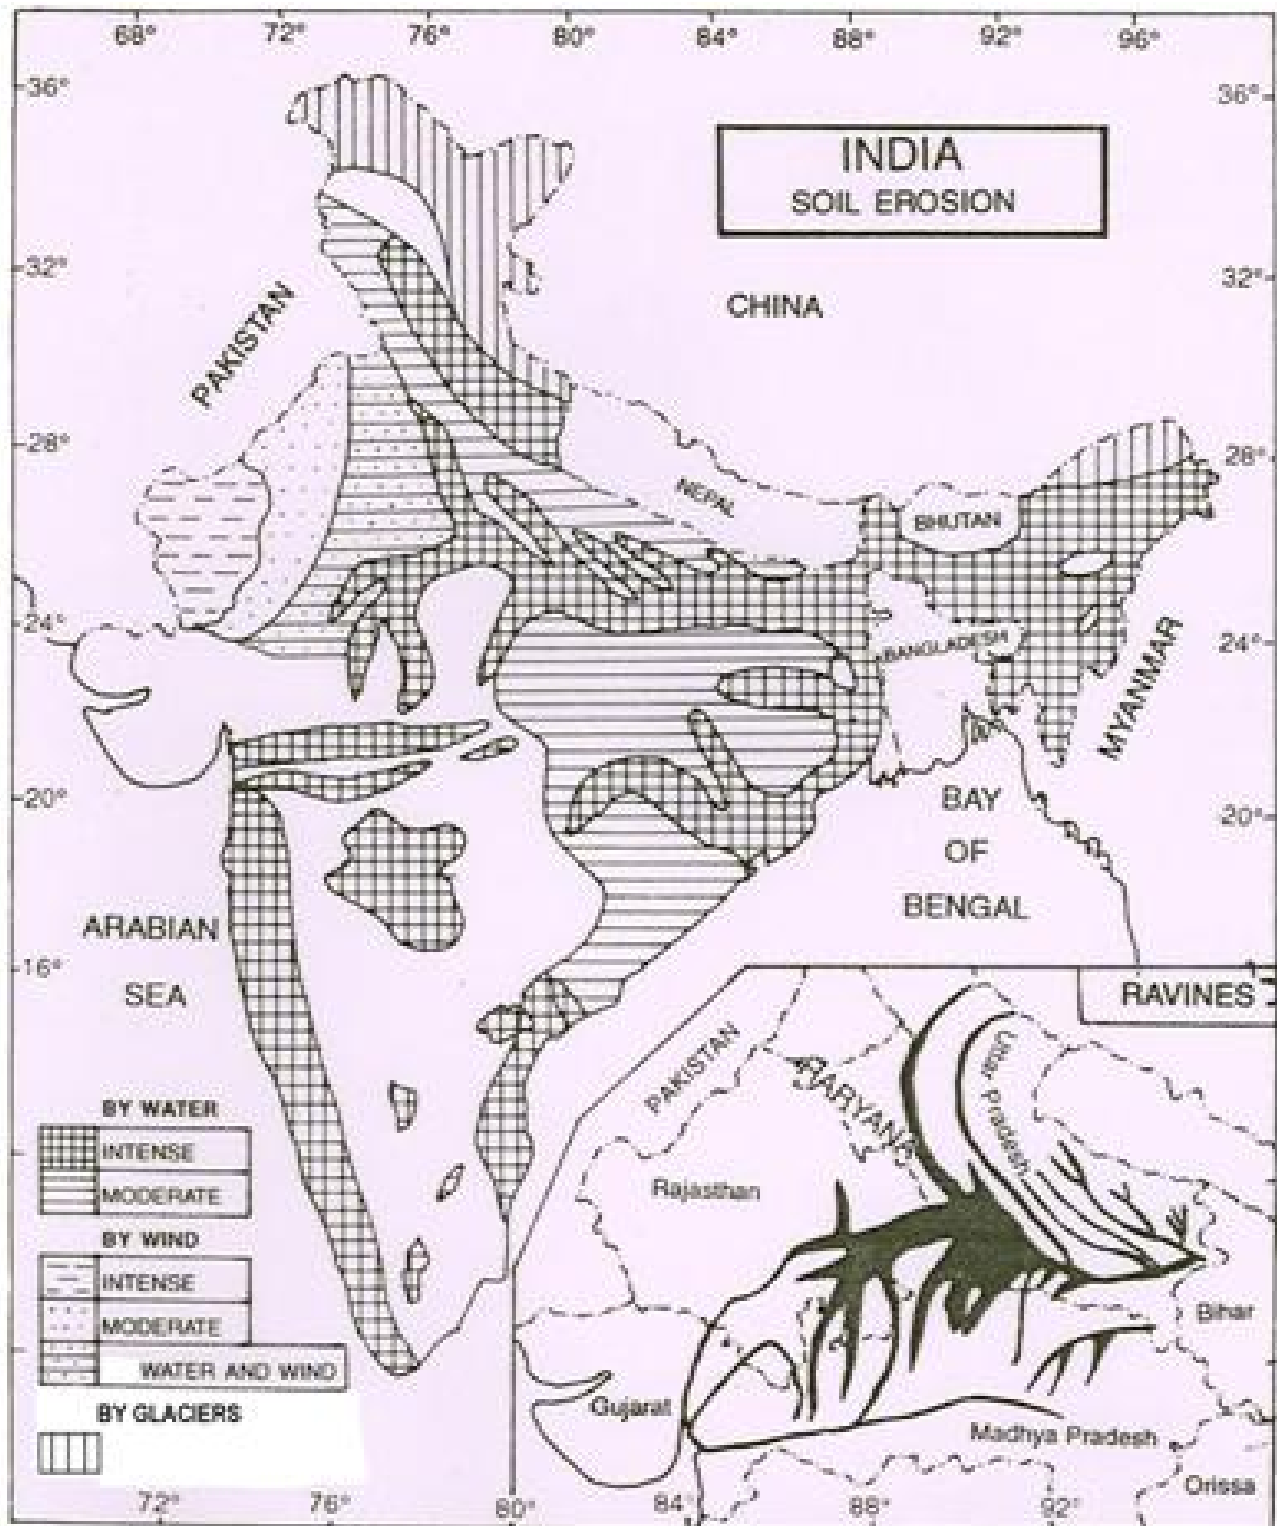 68° 72° 76° 80° 84° 88° 92° 96°
36° 36°
INDIA
SOIL EROSION
32° 32°
CHINA
PAKISTAN
28° 28°
NEPAL
BHUTAN
24° 24°
BANGLADESH
MYANMAR
20° 20°
BAY
OF
BENGAL
ARABIAN
SEA
16°
RAVINES
PAKISTAN
HARYANA
Uttar Pradesh
Rajasthan
Bihar
Gujarat
Madhya Pradesh
Orissa
BY WATER
INTENSE
MODERATE
BY WIND
INTENSE
MODERATE
WATER AND WIND
BY GLACIERS
72° 76° 80° 84° 88° 92°